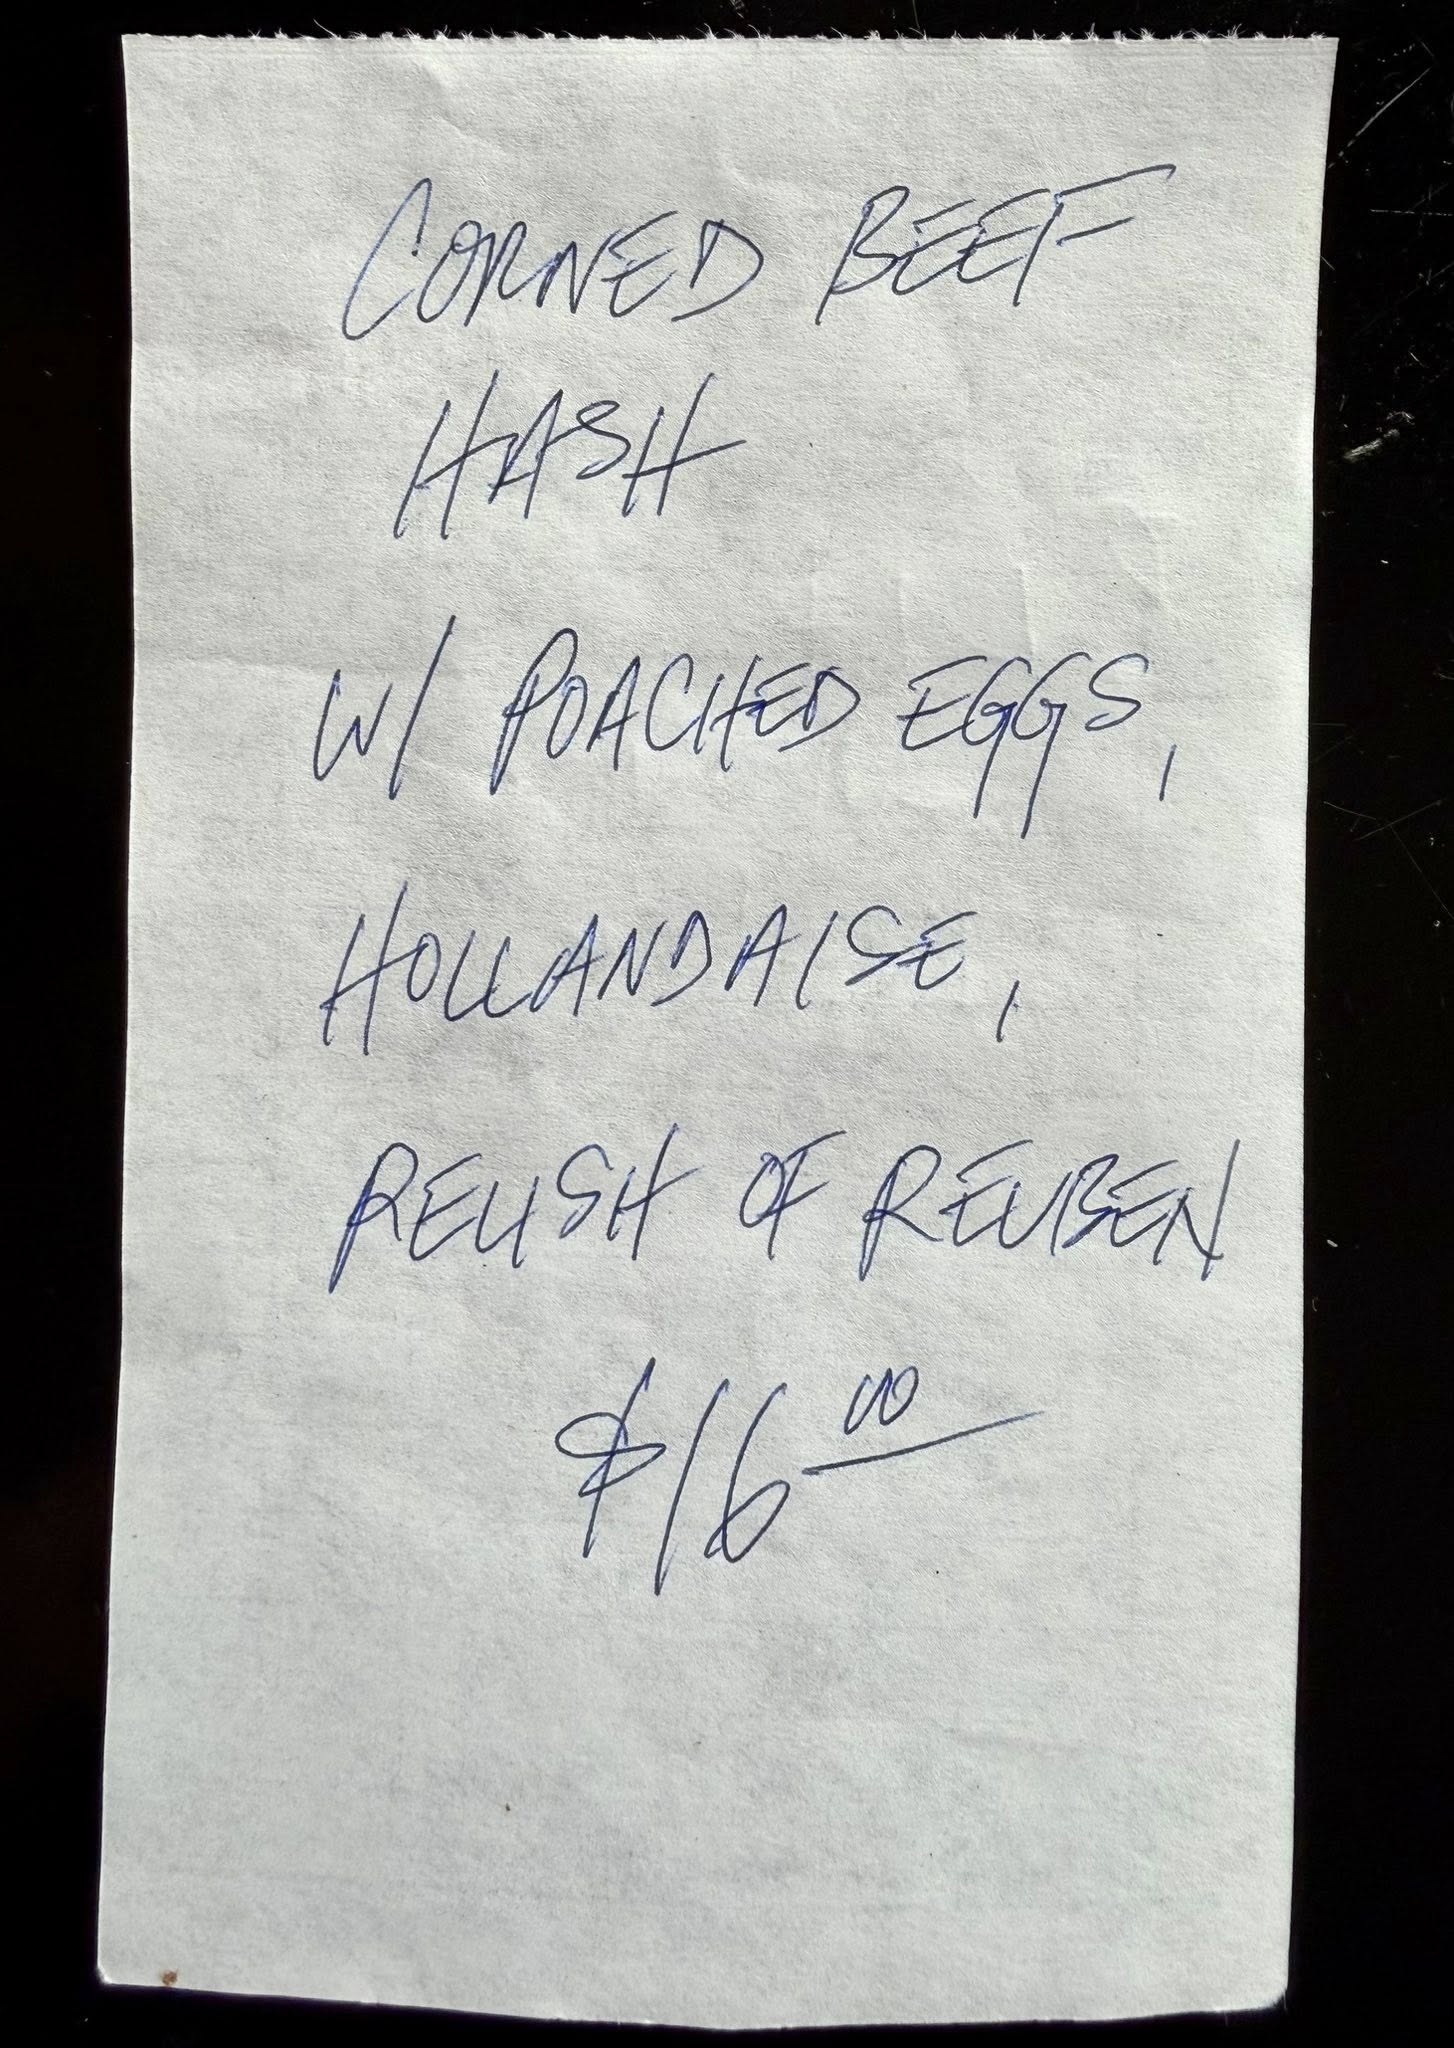 CORNED BEEF
HASH
W/ POACHED EGGS,
HOLLANDAISE,
RELISH OF REUBEN
$16.00